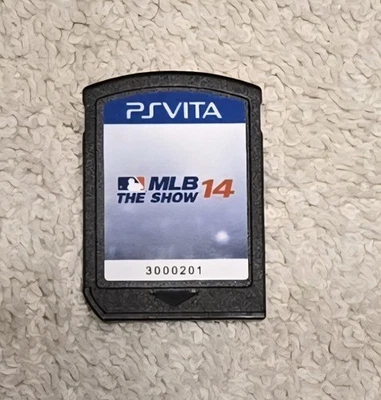 PSVITA
MLB
THE SHOW 14
3000201